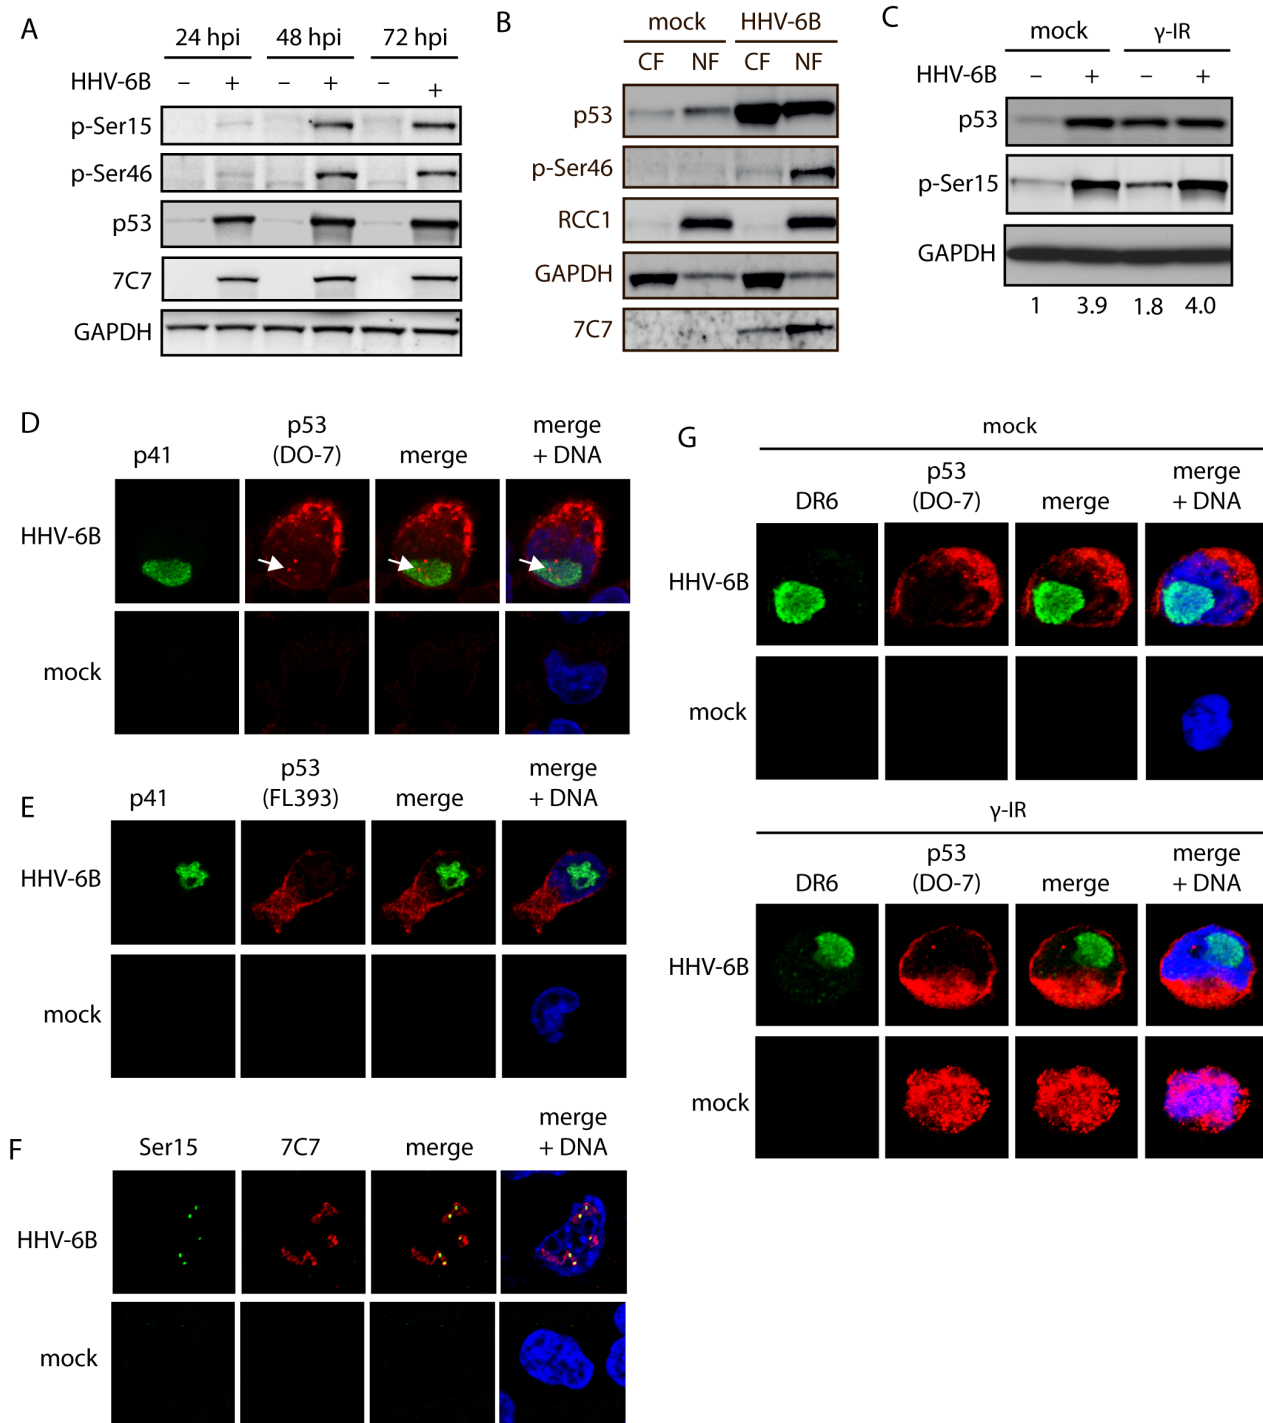 A
24 hpi 48 hpi 72 hpi
HHV-6B – + – + – +
p-Ser15
p-Ser46
p53
7C7
GAPDH
B
mock HHV-6B
CF NF CF NF
p53
p-Ser46
RCC1
GAPDH
7C7
C
mock γ-IR
HHV-6B – + – +
p53
p-Ser15
GAPDH
1 3.9 1.8 4.0
D
p41 p53 (DO-7) merge merge + DNA
HHV-6B
mock
E
p41 p53 (FL393) merge merge + DNA
HHV-6B
mock
F
Ser15 7C7 merge merge + DNA
HHV-6B
mock
G
mock
DR6 p53 (DO-7) merge merge + DNA
HHV-6B
mock
γ-IR
DR6 p53 (DO-7) merge merge + DNA
HHV-6B
mock